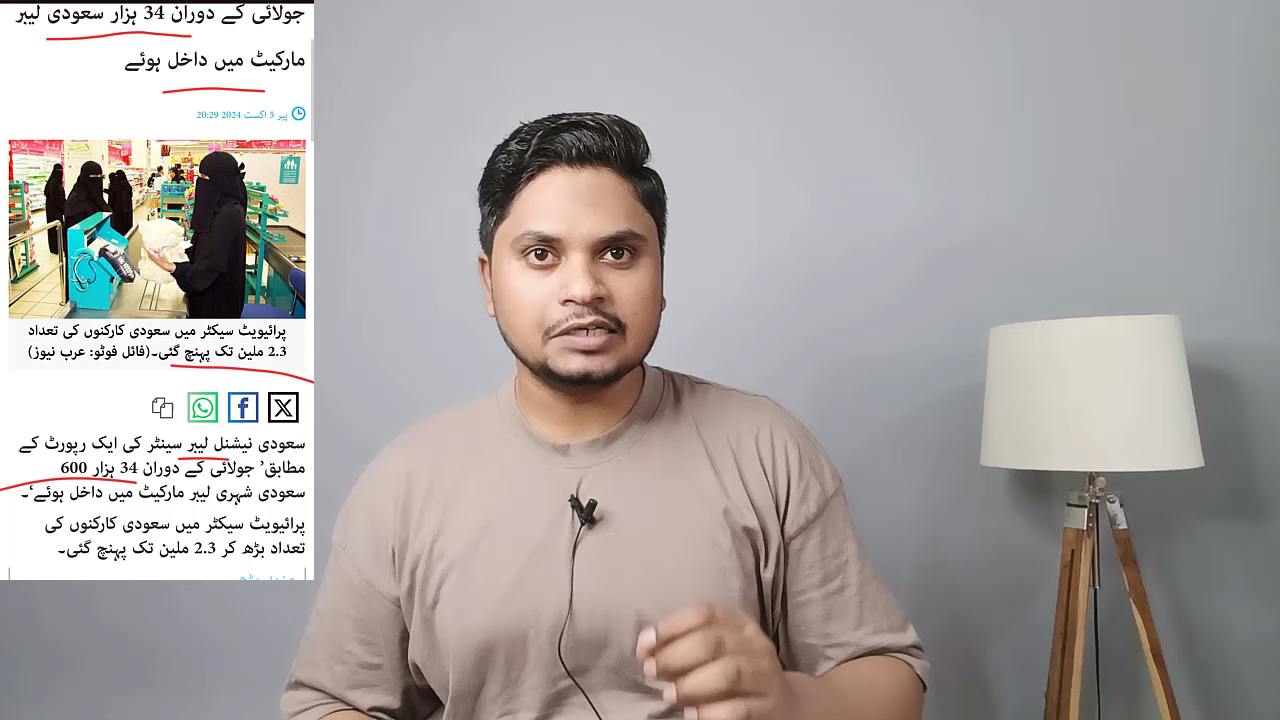 جولائی کے دوران 34 ہزار سعودی لیبر
مارکیٹ میں داخل ہوئے
پیر 5 اگست 2024 20:29
پرائیویٹ سیکٹر میں سعودی کارکنوں کی تعداد
2.3 ملین تک پہنچ گئی۔(فائل فوٹو: عرب نیوز)
سعودی نیشنل لیبر سینٹر کی ایک رپورٹ کے
مطابق’ جولائی کے دوران 34 ہزار 600
سعودی شہری لیبر مارکیٹ میں داخل ہوئے‘۔
پرائیویٹ سیکٹر میں سعودی کارکنوں کی
تعداد بڑھ کر 2.3 ملین تک پہنچ گئی۔